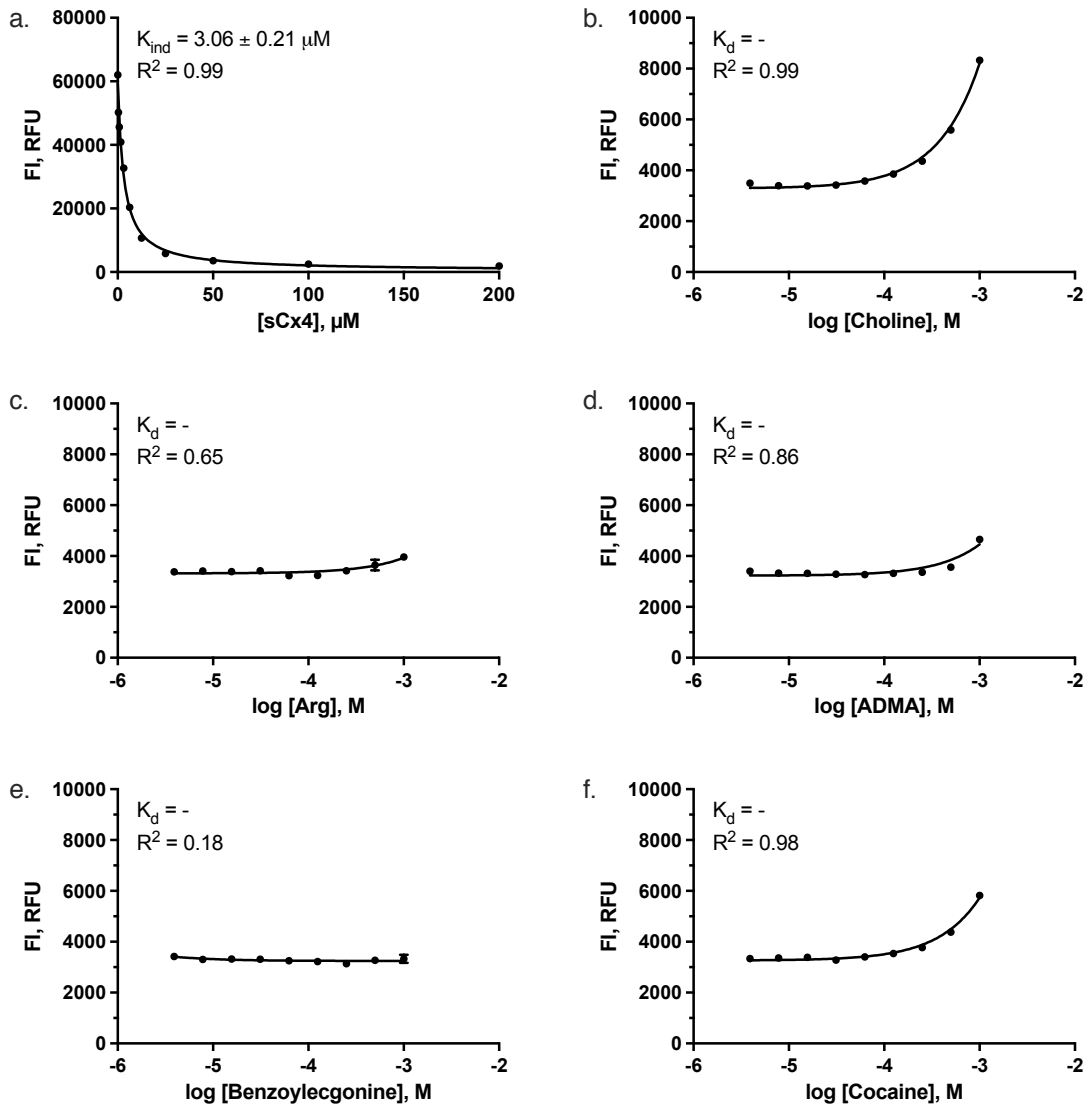 a.
K_ind = 3.06 ± 0.21 µM
R² = 0.99
80000
60000
40000
20000
0
FI, RFU
0 50 100 150 200
[sCx4], µM
b.
K_d = -
R² = 0.99
10000
8000
6000
4000
2000
0
FI, RFU
-6 -5 -4 -3 -2
log [Choline], M
c.
K_d = -
R² = 0.65
10000
8000
6000
4000
2000
0
FI, RFU
-6 -5 -4 -3 -2
log [Arg], M
d.
K_d = -
R² = 0.86
10000
8000
6000
4000
2000
0
FI, RFU
-6 -5 -4 -3 -2
log [ADMA], M
e.
K_d = -
R² = 0.18
10000
8000
6000
4000
2000
0
FI, RFU
-6 -5 -4 -3 -2
log [Benzoylecgonine], M
f.
K_d = -
R² = 0.98
10000
8000
6000
4000
2000
0
FI, RFU
-6 -5 -4 -3 -2
log [Cocaine], M